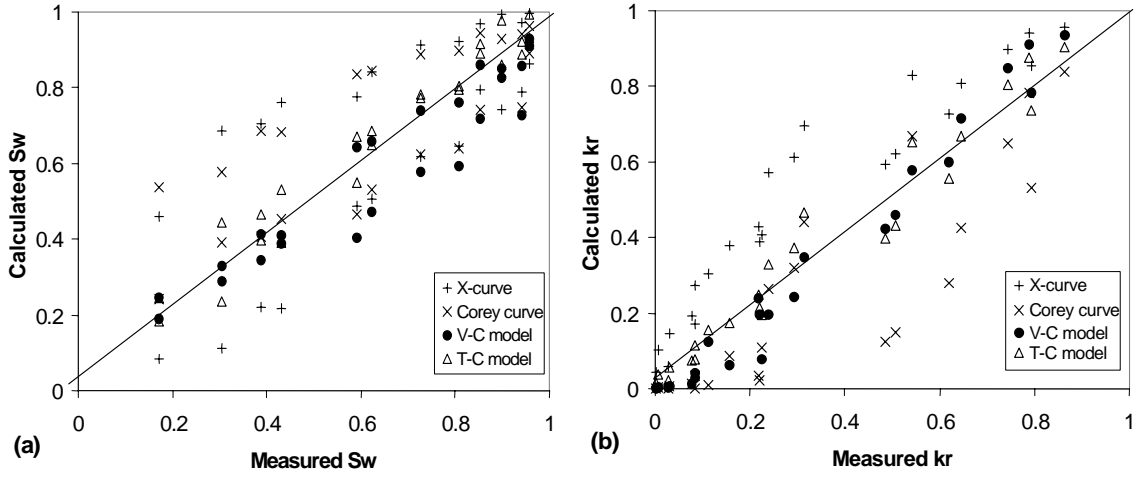 1
0.8
0.6
0.4
0.2
0
Calculated Sw
X-curve
Corey curve
V-C model
T-C model
0 0.2 0.4 0.6 0.8 1
Measured Sw
(a)
1
0.8
0.6
0.4
0.2
0
Calculated kr
X-curve
Corey curve
V-C model
T-C model
0 0.2 0.4 0.6 0.8 1
Measured kr
(b)